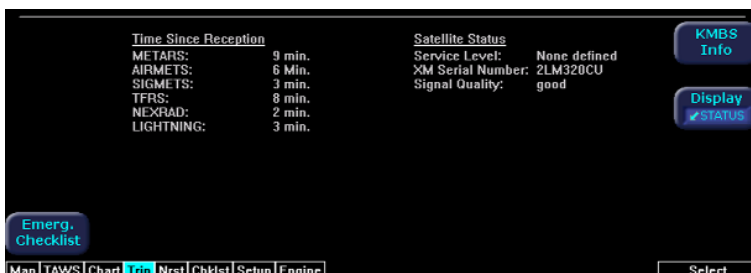 Time Since Reception
METARS: 9 min.
AIRMETS: 6 Min.
SIGMETS: 3 min.
TFRS: 8 min.
NEXRAD: 2 min.
LIGHTNING: 3 min.
Satellite Status
Service Level: None defined
XM Serial Number: 2LM320CU
Signal Quality: good
KMBS
Info
Display
STATUS
Emerg.
Checklist
Map TAWS Chart Trip Nrst Chklst Setup Engine
Select